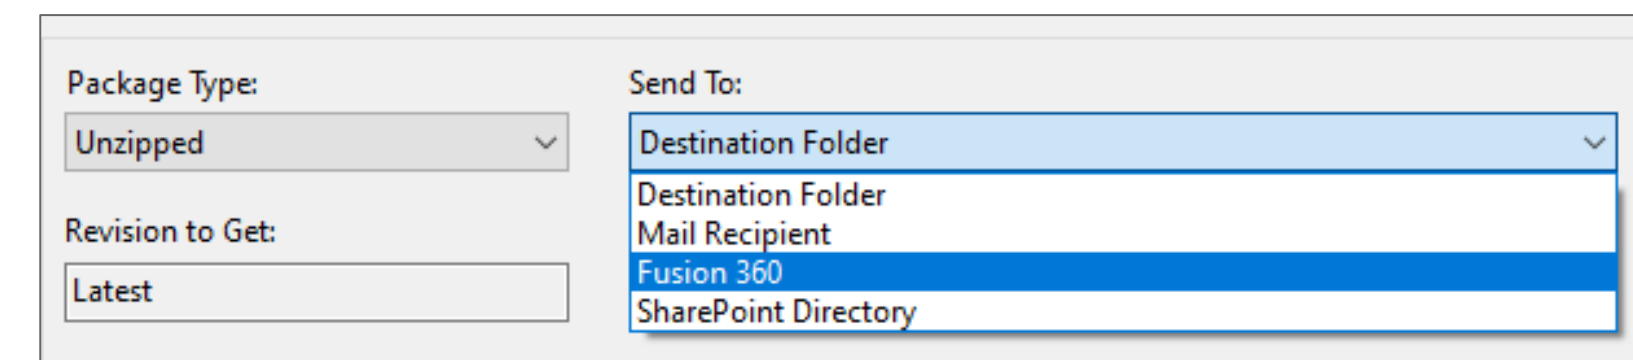 Package Type:
Send To:
Unzipped
Destination Folder
Destination Folder
Mail Recipient
Revision to Get:
Fusion 360
Latest
SharePoint Directory